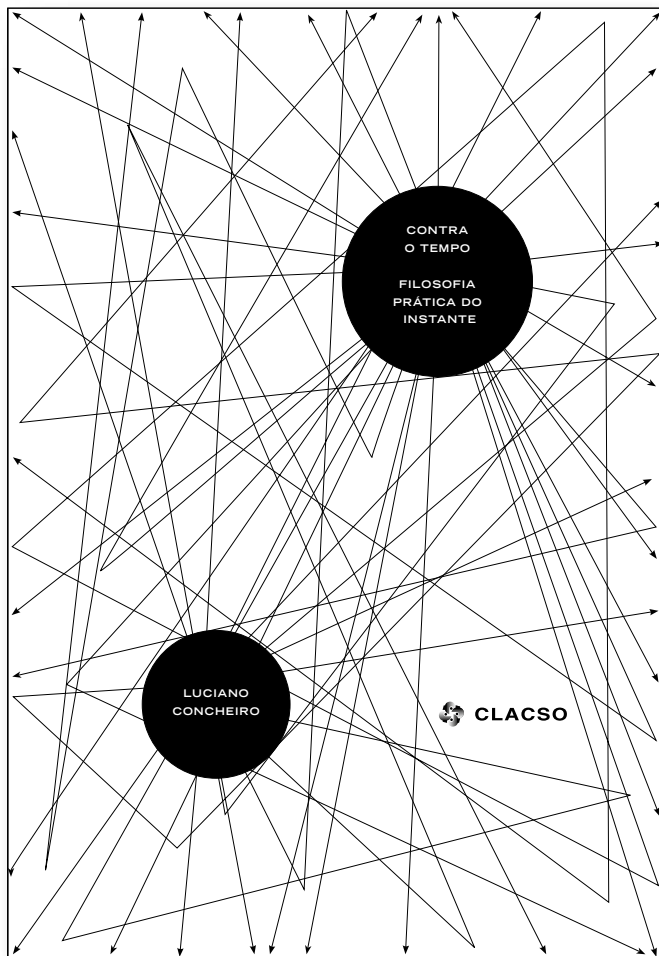 CONTRA
O TEMPO
FILOSOFIA
PRÁTICA DO
INSTANTE
LUCIANO
CONCHEIRO
CLACSO